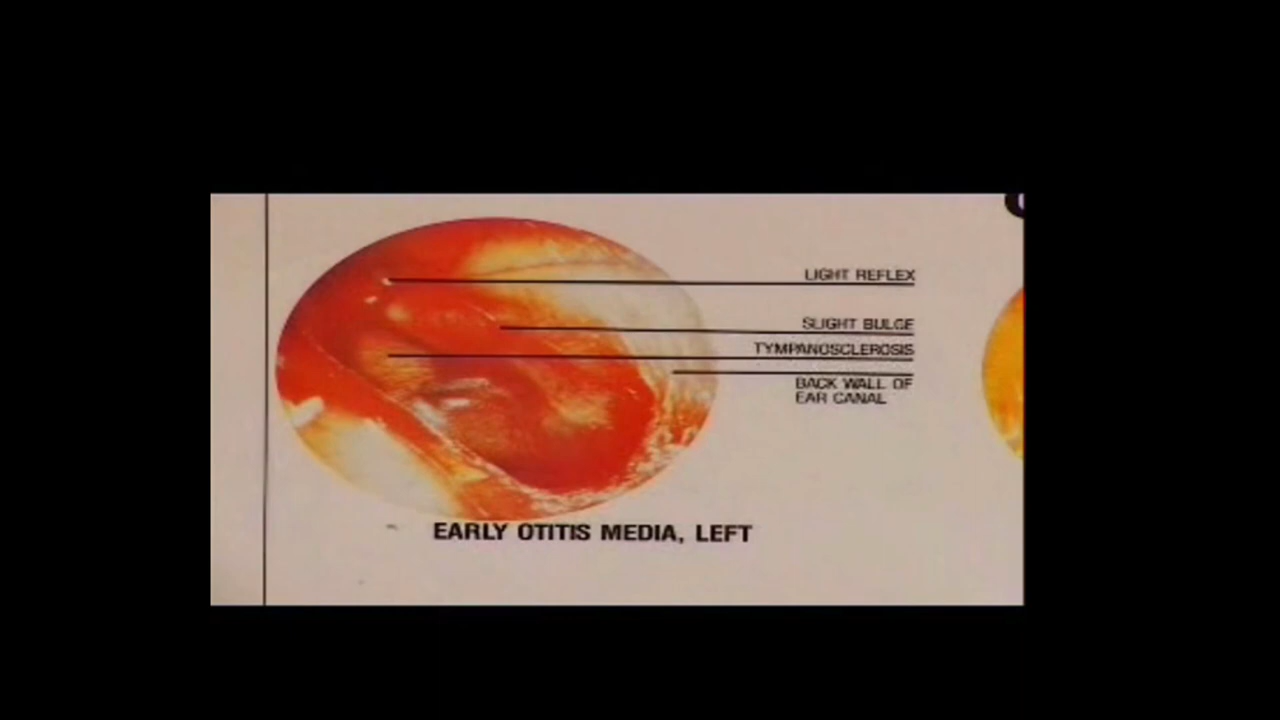 LIGHT REFLEX
SLIGHT BULGE
TYMPANOSCLEROSIS
BACK WALL OF
EAR CANAL
EARLY OTITIS MEDIA, LEFT